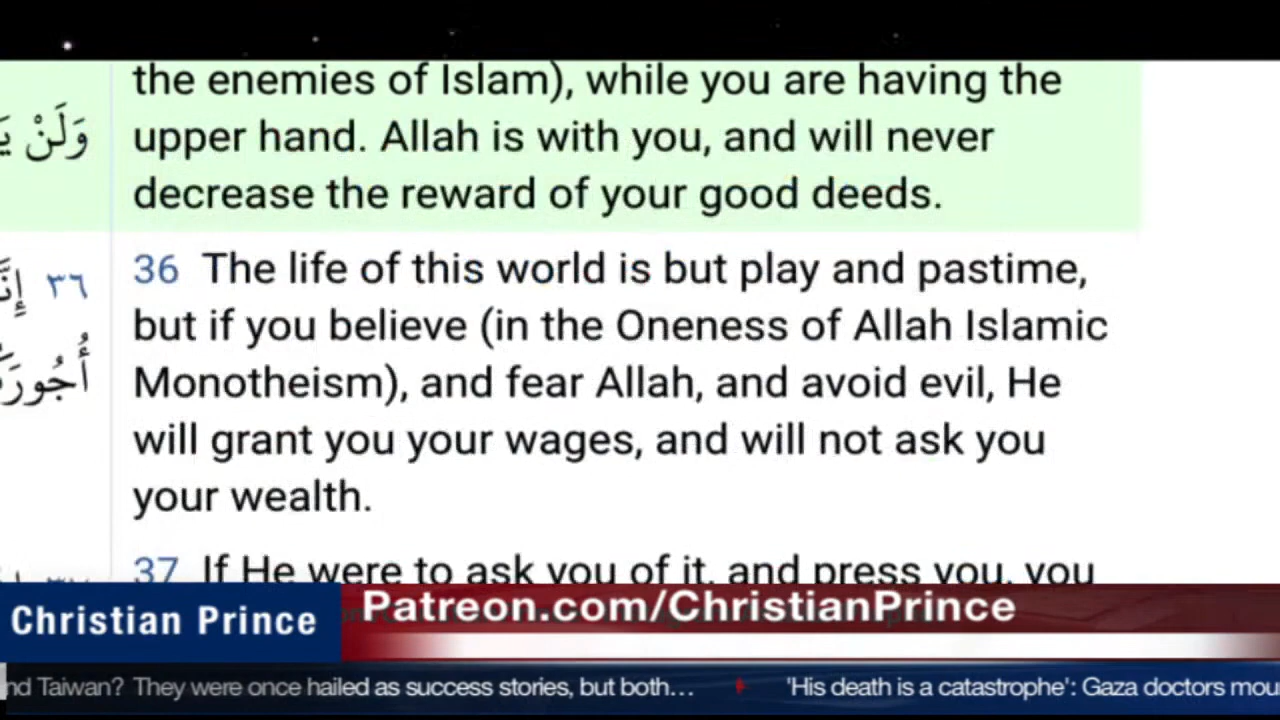 the enemies of Islam), while you are having the
upper hand. Allah is with you, and will never
decrease the reward of your good deeds.
وَلَنْ
36 The life of this world is but play and pastime,
but if you believe (in the Oneness of Allah Islamic
Monotheism), and fear Allah, and avoid evil, He
will grant you your wages, and will not ask you
your wealth.
٣٦
37 If He were to ask you of it, and press you, you
Christian Prince
Patreon.com/ChristianPrince
nd Taiwan? They were once hailed as success stories, but both… 'His death is a catastrophe': Gaza doctors mou